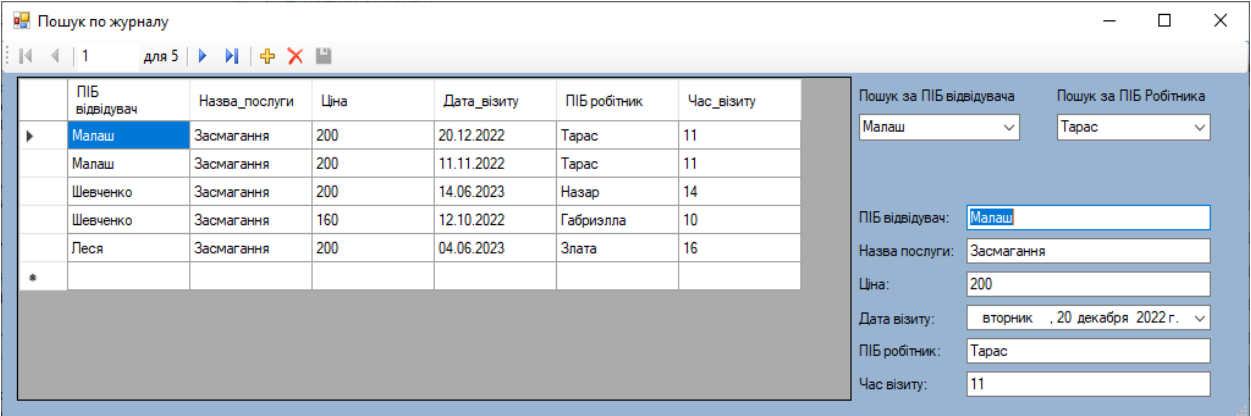 Пошук по журналу
1 для 5
ПІБ відвідувач Назва_послуги Ціна Дата_візиту ПІБ робітник Час_візиту
Малаш Засмагання 200 20.12.2022 Тарас 11
Малаш Засмагання 200 11.11.2022 Тарас 11
Шевченко Засмагання 200 14.06.2023 Назар 14
Шевченко Засмагання 160 12.10.2022 Габриэлла 10
Леся Засмагання 200 04.06.2023 Злата 16
Пошук за ПІБ відвідувача Пошук за ПІБ Робітника
Малаш Тарас
ПІБ відвідувач: Малаш
Назва послуги: Засмагання
Ціна: 200
Дата візиту: вторник , 20 декабря 2022 г.
ПІБ робітник: Тарас
Час візиту: 11